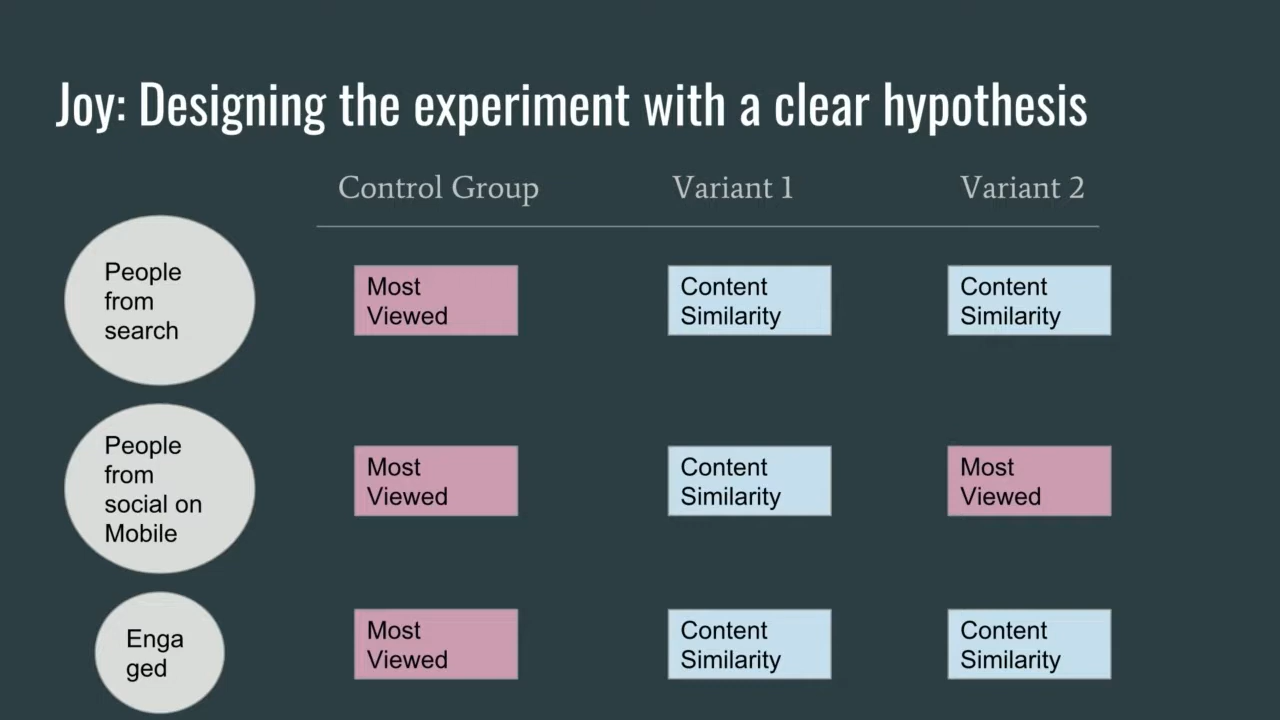 Joy: Designing the experiment with a clear hypothesis
Control Group
Variant 1
Variant 2
People
from
search
Most
Viewed
Content
Similarity
Content
Similarity
People
from
social on
Mobile
Most
Viewed
Content
Similarity
Most
Viewed
Enga
ged
Most
Viewed
Content
Similarity
Content
Similarity